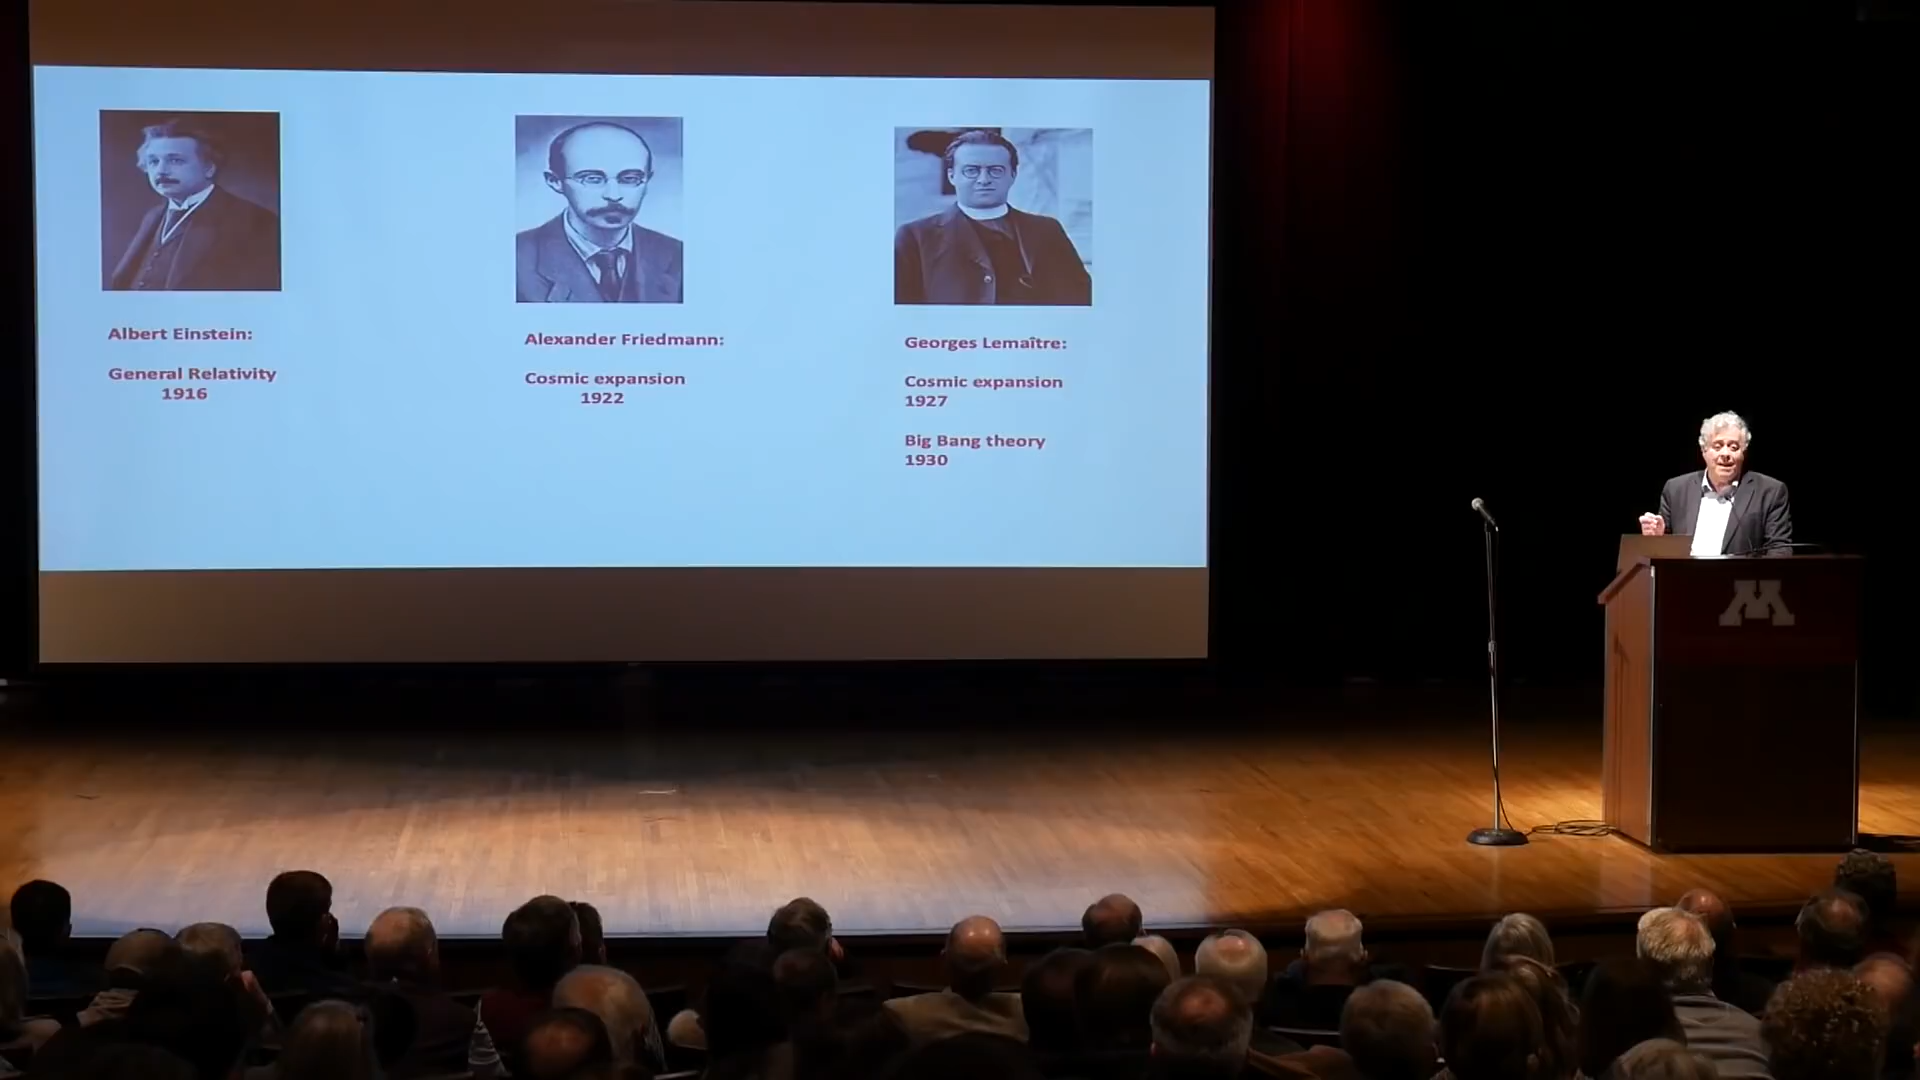 Albert Einstein:
General Relativity
1916
Alexander Friedmann:
Cosmic expansion
1922
Georges Lemaître:
Cosmic expansion
1927
Big Bang theory
1930
M